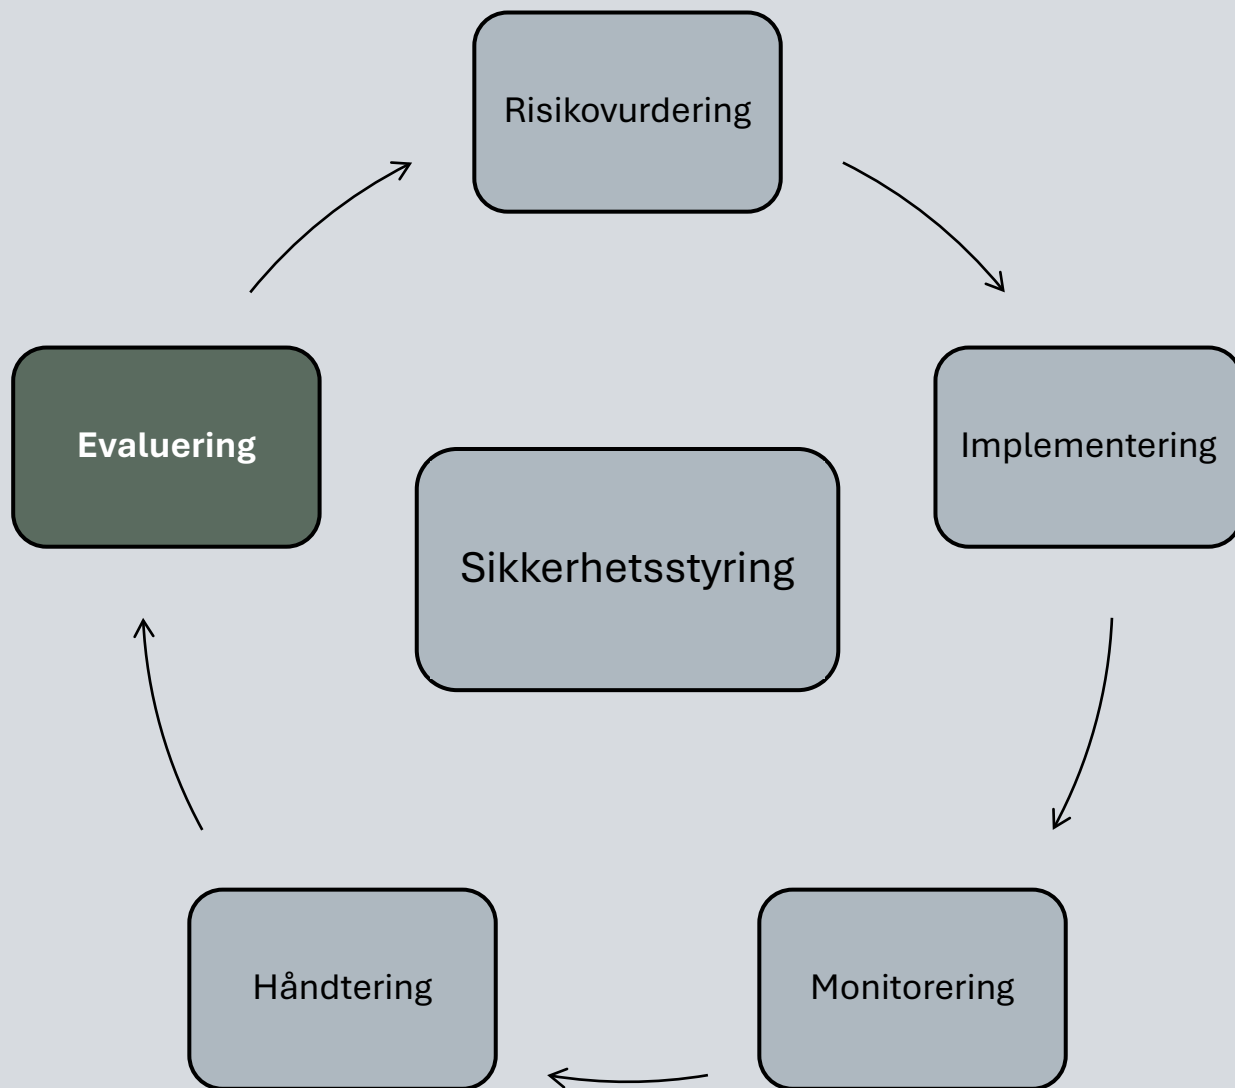 Risikovurdering
Implementering
Monitorering
Håndtering
Evaluering
Sikkerhetsstyring